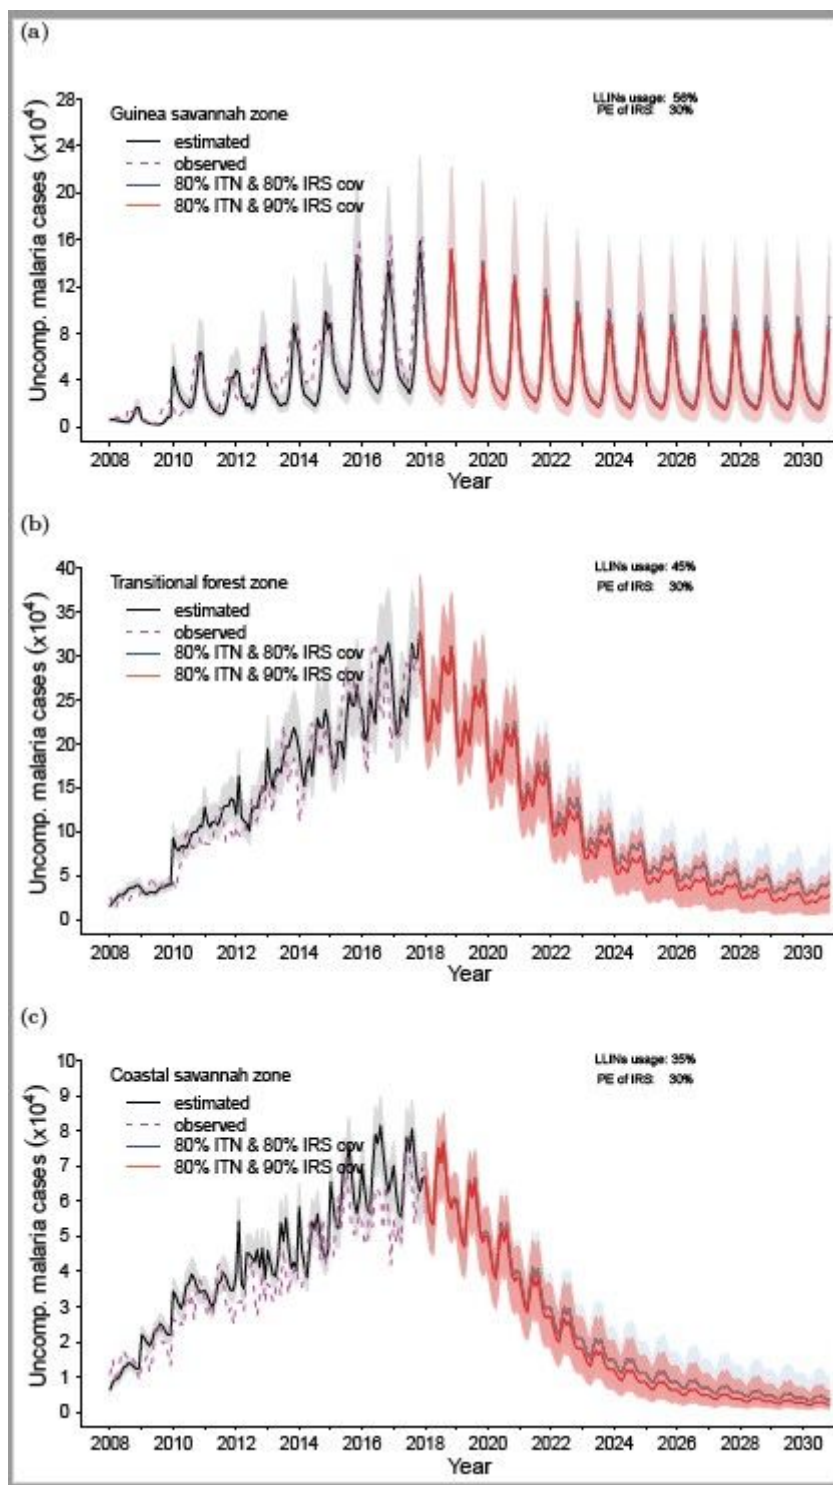 (a)
Uncomp. malaria cases (x10⁴)
28
24
20
16
12
8
4
0
Guinea savannah zone
estimated
observed
80% ITN & 80% IRS cov
80% ITN & 90% IRS cov
LLINs usage: 56%
PE of IRS: 30%
2008 2010 2012 2014 2016 2018 2020 2022 2024 2026 2028 2030
Year
(b)
Uncomp. malaria cases (x10⁴)
40
35
30
25
20
15
10
5
0
Transitional forest zone
estimated
observed
80% ITN & 80% IRS cov
80% ITN & 90% IRS cov
LLINs usage: 45%
PE of IRS: 30%
2008 2010 2012 2014 2016 2018 2020 2022 2024 2026 2028 2030
Year
(c)
Uncomp. malaria cases (x10⁴)
10
9
8
7
6
5
4
3
2
1
0
Coastal savannah zone
estimated
observed
80% ITN & 80% IRS cov
80% ITN & 90% IRS cov
LLINs usage: 35%
PE of IRS: 30%
2008 2010 2012 2014 2016 2018 2020 2022 2024 2026 2028 2030
Year